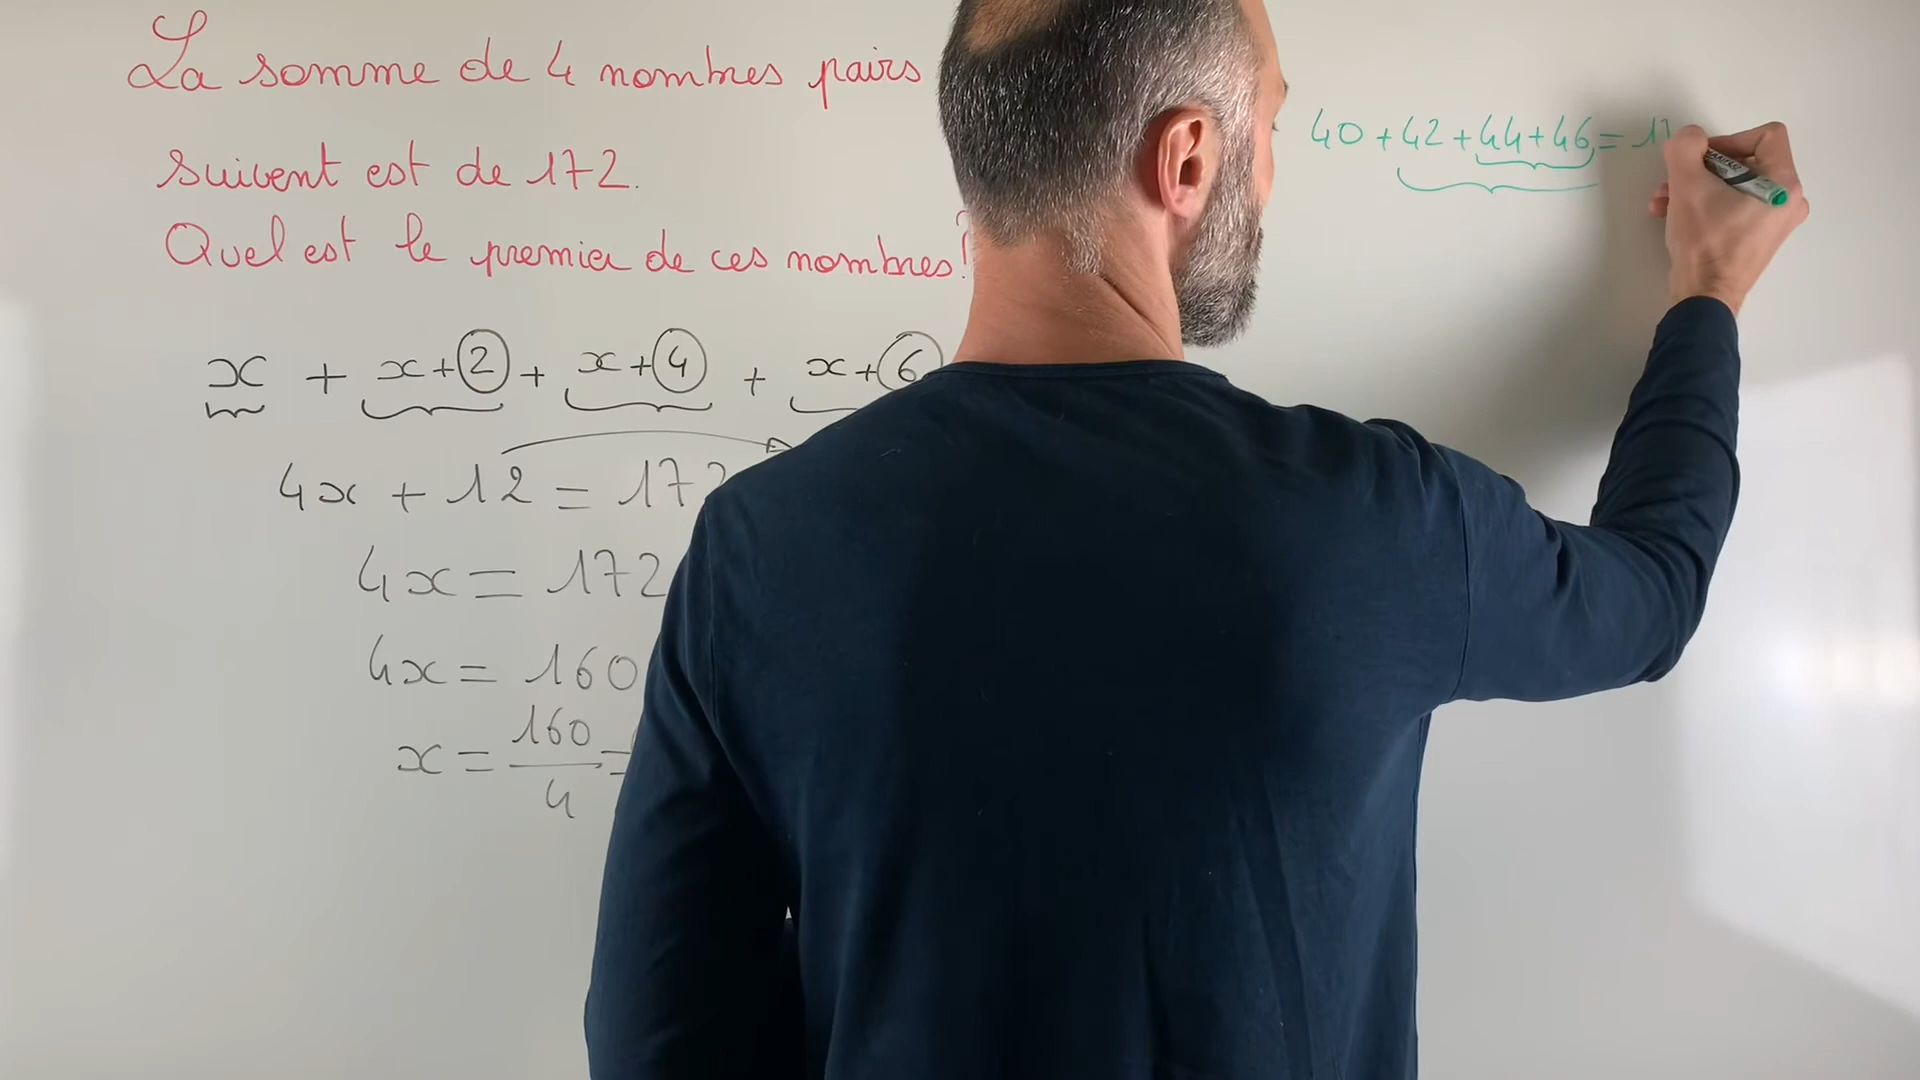 La somme de 4 nombres pairs
suivent est de 172.
Quel est le premier de ces nombres?
x + x+2 + x+4 + x+6
4x + 12 = 172
4x = 172
4x = 160
x = 160/4 =
40+42+44+46=17